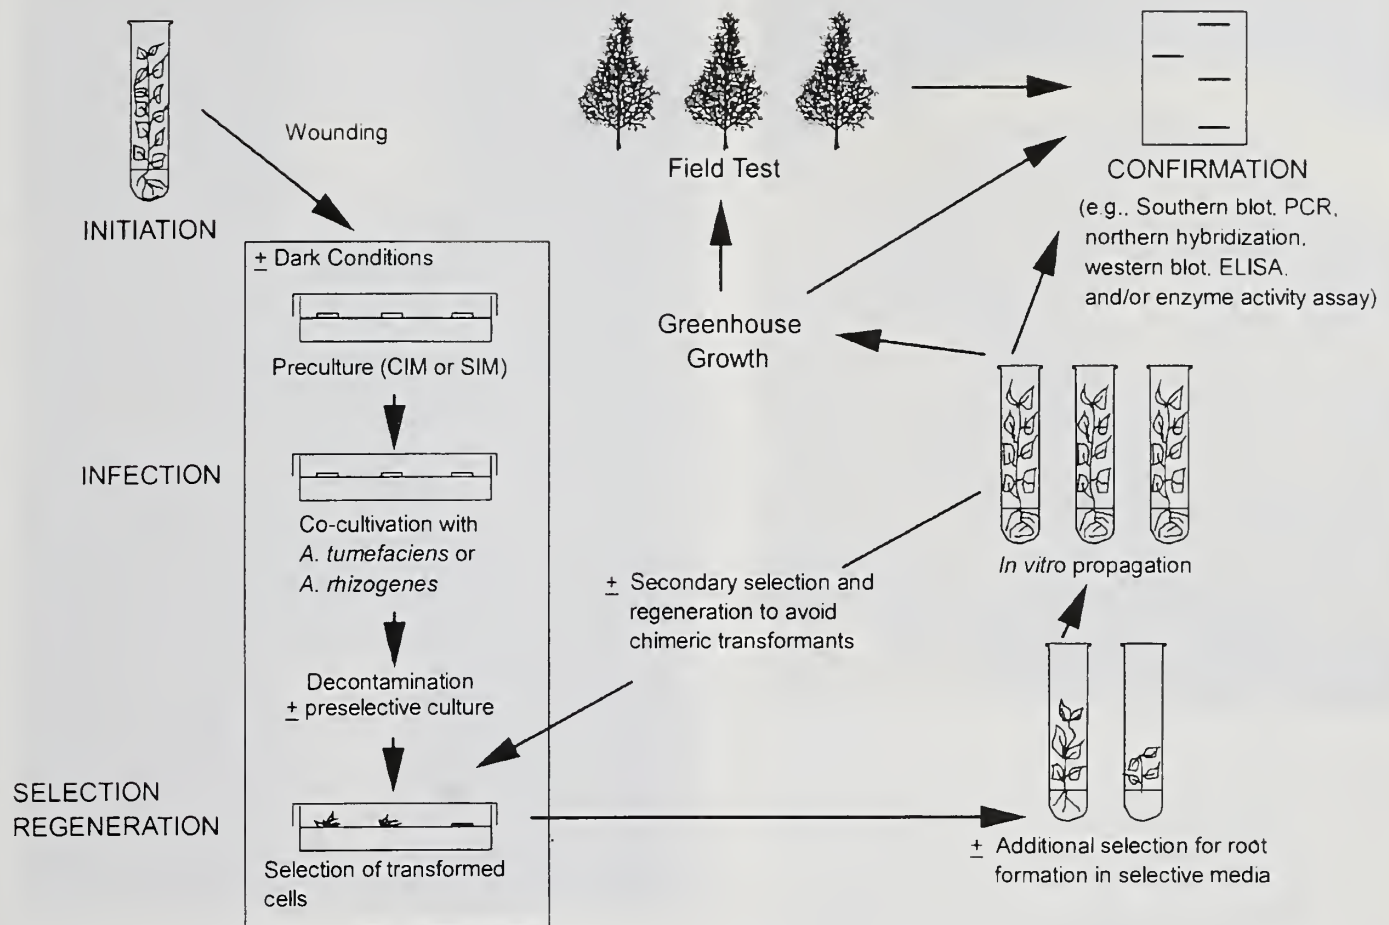 Wounding
INITIATION
Field Test
CONFIRMATION
(e.g., Southern blot, PCR,
northern hybridization,
western blot, ELISA,
and/or enzyme activity assay)
± Dark Conditions
Preculture (CIM or SIM)
INFECTION
Co-cultivation with
A. tumefaciens or
A. rhizogenes
Decontamination
± preselective culture
SELECTION
REGENERATION
Selection of transformed
cells
Greenhouse
Growth
± Secondary selection and
regeneration to avoid
chimeric transformants
In vitro propagation
± Additional selection for root
formation in selective media